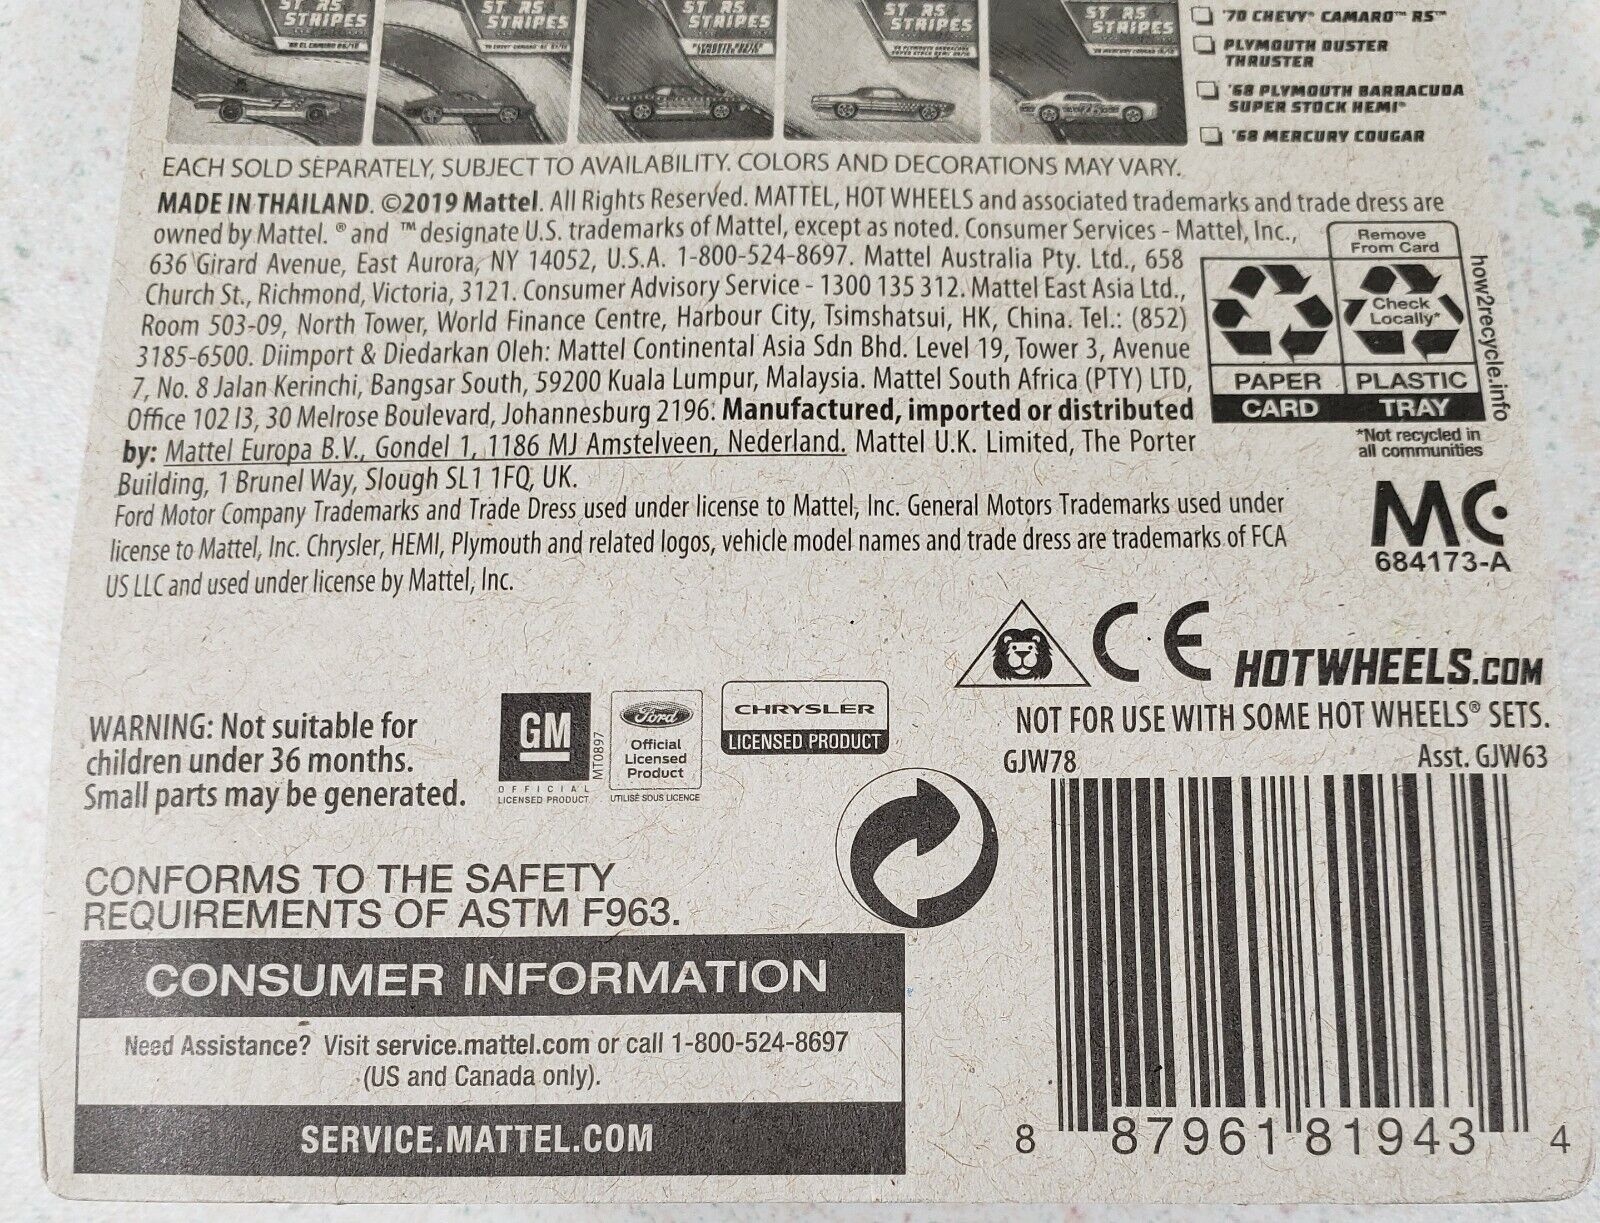 ST RS
STRIPES
ST RS
STRIPES
ST RS
STRIPES
ST RS
STRIPES
ST RS
STRIPES
'70 CHEVY® CAMARO™ RS™
PLYMOUTH DUSTER
THRUSTER
'68 PLYMOUTH BARRACUDA
SUPER STOCK HEMI®
'68 MERCURY COUGAR
EACH SOLD SEPARATELY, SUBJECT TO AVAILABILITY. COLORS AND DECORATIONS MAY VARY.
MADE IN THAILAND. ©2019 Mattel. All Rights Reserved. MATTEL, HOT WHEELS and associated trademarks and trade dress are
owned by Mattel. ® and ™ designate U.S. trademarks of Mattel, except as noted. Consumer Services - Mattel, Inc.,
636 Girard Avenue, East Aurora, NY 14052, U.S.A. 1-800-524-8697. Mattel Australia Pty. Ltd., 658
Church St., Richmond, Victoria, 3121. Consumer Advisory Service - 1300 135 312. Mattel East Asia Ltd.,
Room 503-09, North Tower, World Finance Centre, Harbour City, Tsimshatsui, HK, China. Tel.: (852)
3185-6500. Diimport & Diedarkan Oleh: Mattel Continental Asia Sdn Bhd. Level 19, Tower 3, Avenue
7, No. 8 Jalan Kerinchi, Bangsar South, 59200 Kuala Lumpur, Malaysia. Mattel South Africa (PTY) LTD,
Office 102 I3, 30 Melrose Boulevard, Johannesburg 2196. Manufactured, imported or distributed
by: Mattel Europa B.V., Gondel 1, 1186 MJ Amstelveen, Nederland. Mattel U.K. Limited, The Porter
Building, 1 Brunel Way, Slough SL1 1FQ, UK.
Ford Motor Company Trademarks and Trade Dress used under license to Mattel, Inc. General Motors Trademarks used under
license to Mattel, Inc. Chrysler, HEMI, Plymouth and related logos, vehicle model names and trade dress are trademarks of FCA
US LLC and used under license by Mattel, Inc.
Remove
From Card
Check
Locally*
PAPER
PLASTIC
CARD
TRAY
how2recycle.info
*Not recycled in
all communities
MC
684173-A
CE
HOTWHEELS.COM
NOT FOR USE WITH SOME HOT WHEELS® SETS.
GJW78
Asst. GJW63
WARNING: Not suitable for
children under 36 months.
Small parts may be generated.
GM
OFFICIAL
LICENSED PRODUCT
MT0897
Ford
Official
Licensed
Product
UTILISÉ SOUS LICENCE
CHRYSLER
LICENSED PRODUCT
CONFORMS TO THE SAFETY
REQUIREMENTS OF ASTM F963.
CONSUMER INFORMATION
Need Assistance? Visit service.mattel.com or call 1-800-524-8697
(US and Canada only).
SERVICE.MATTEL.COM
8 87961 81943 4